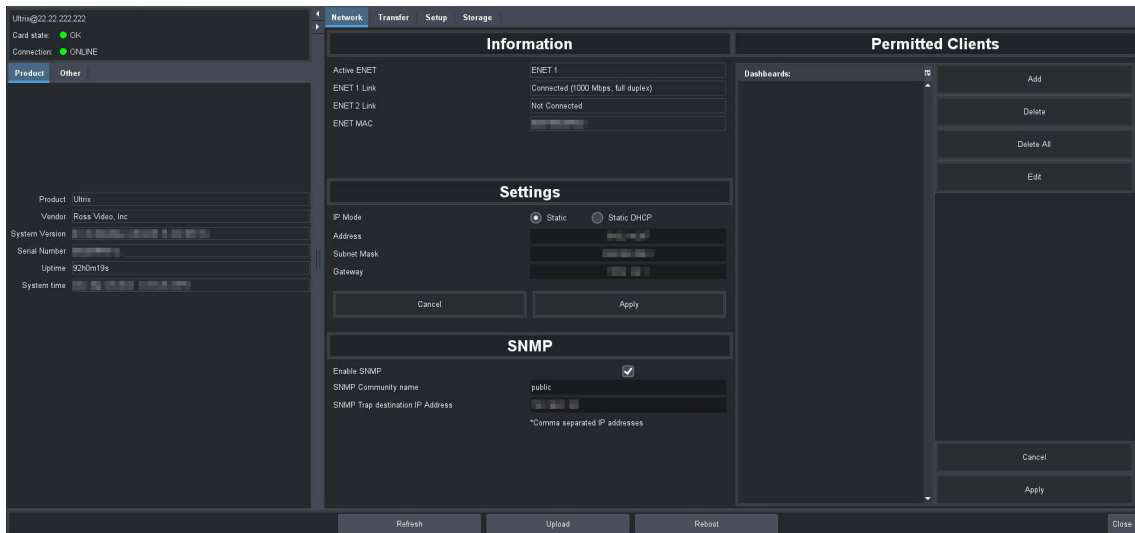 Ultrix@22.22.222.222
Card state: OK
Connection: ONLINE
Product Other
Product Ultrix
Vendor Ross Video, Inc
System Version
Serial Number
Uptime 92h0m19s
System time
Network Transfer Setup Storage
Information
Active ENET ENET 1
ENET 1 Link Connected (1000 Mbps, full duplex)
ENET 2 Link Not Connected
ENET MAC
Settings
IP Mode Static Static DHCP
Address
Subnet Mask
Gateway
Cancel Apply
SNMP
Enable SNMP
SNMP Community name public
SNMP Trap destination IP Address
*Comma separated IP addresses
Permitted Clients
Dashboards:
Add
Delete
Delete All
Edit
Cancel
Apply
Refresh Upload Reboot Close